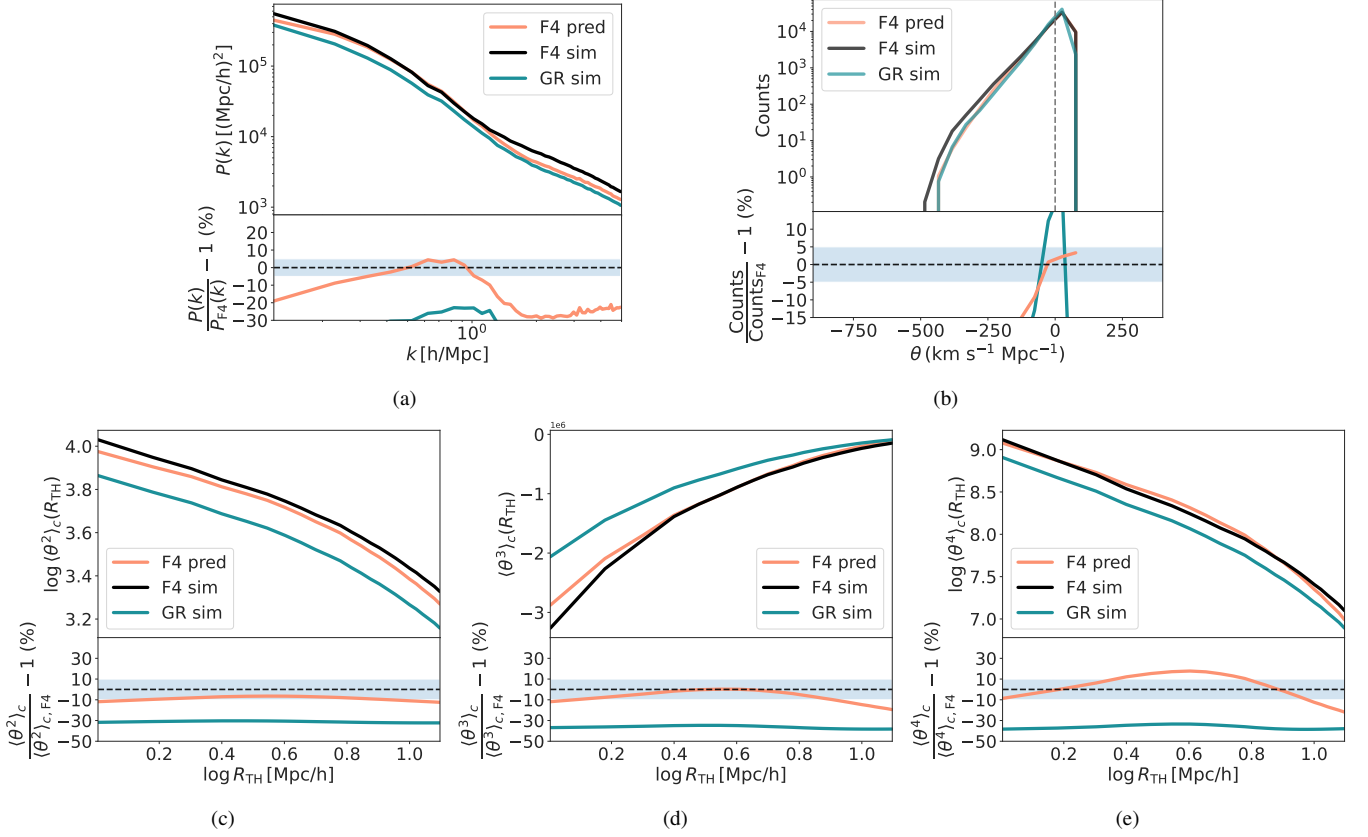 P(k) [(Mpc/h)²]
10⁵
10⁴
10³
F4 pred
F4 sim
GR sim
P(k)/P_F4(k) − 1 (%)
20
10
0
−10
−20
−30
10⁰
k [h/Mpc]
(a)
Counts
10⁴
10³
10²
10¹
10⁰
F4 pred
F4 sim
GR sim
Counts/Counts_F4 − 1 (%)
10
5
0
−5
−10
−15
−750 −500 −250 0 250
θ (km s⁻¹ Mpc⁻¹)
(b)
log ⟨θ²⟩_c(R_TH)
4.0
3.8
3.6
3.4
3.2
F4 pred
F4 sim
GR sim
⟨θ²⟩_c/⟨θ²⟩_c, F4 − 1 (%)
30
10
−10
−30
−50
0.2 0.4 0.6 0.8 1.0
log R_TH [Mpc/h]
(c)
1e6
⟨θ³⟩_c(R_TH)
0
−1
−2
−3
F4 pred
F4 sim
GR sim
⟨θ³⟩_c/⟨θ³⟩_c, F4 − 1 (%)
30
10
−10
−30
−50
0.2 0.4 0.6 0.8 1.0
log R_TH [Mpc/h]
(d)
log ⟨θ⁴⟩_c(R_TH)
9.0
8.5
8.0
7.5
7.0
F4 pred
F4 sim
GR sim
⟨θ⁴⟩_c/⟨θ⁴⟩_c, F4 − 1 (%)
30
10
−10
−30
−50
0.2 0.4 0.6 0.8 1.0
log R_TH [Mpc/h]
(e)